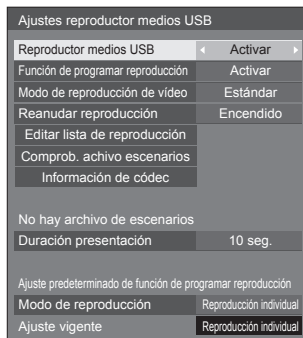 Ajustes reproductor medios USB
Reproductor medios USB Activar
Función de programar reproducción Activar
Modo de reproducción de vídeo Estándar
Reanudar reproducción Encendido
Editar lista de reproducción
Comprob. achivo escenarios
Información de códec
No hay archivo de escenarios
Duración presentación 10 seg.
Ajuste predeterminado de función de programar reproducción
Modo de reproducción Reproducción individual
Ajuste vigente Reproducción individual